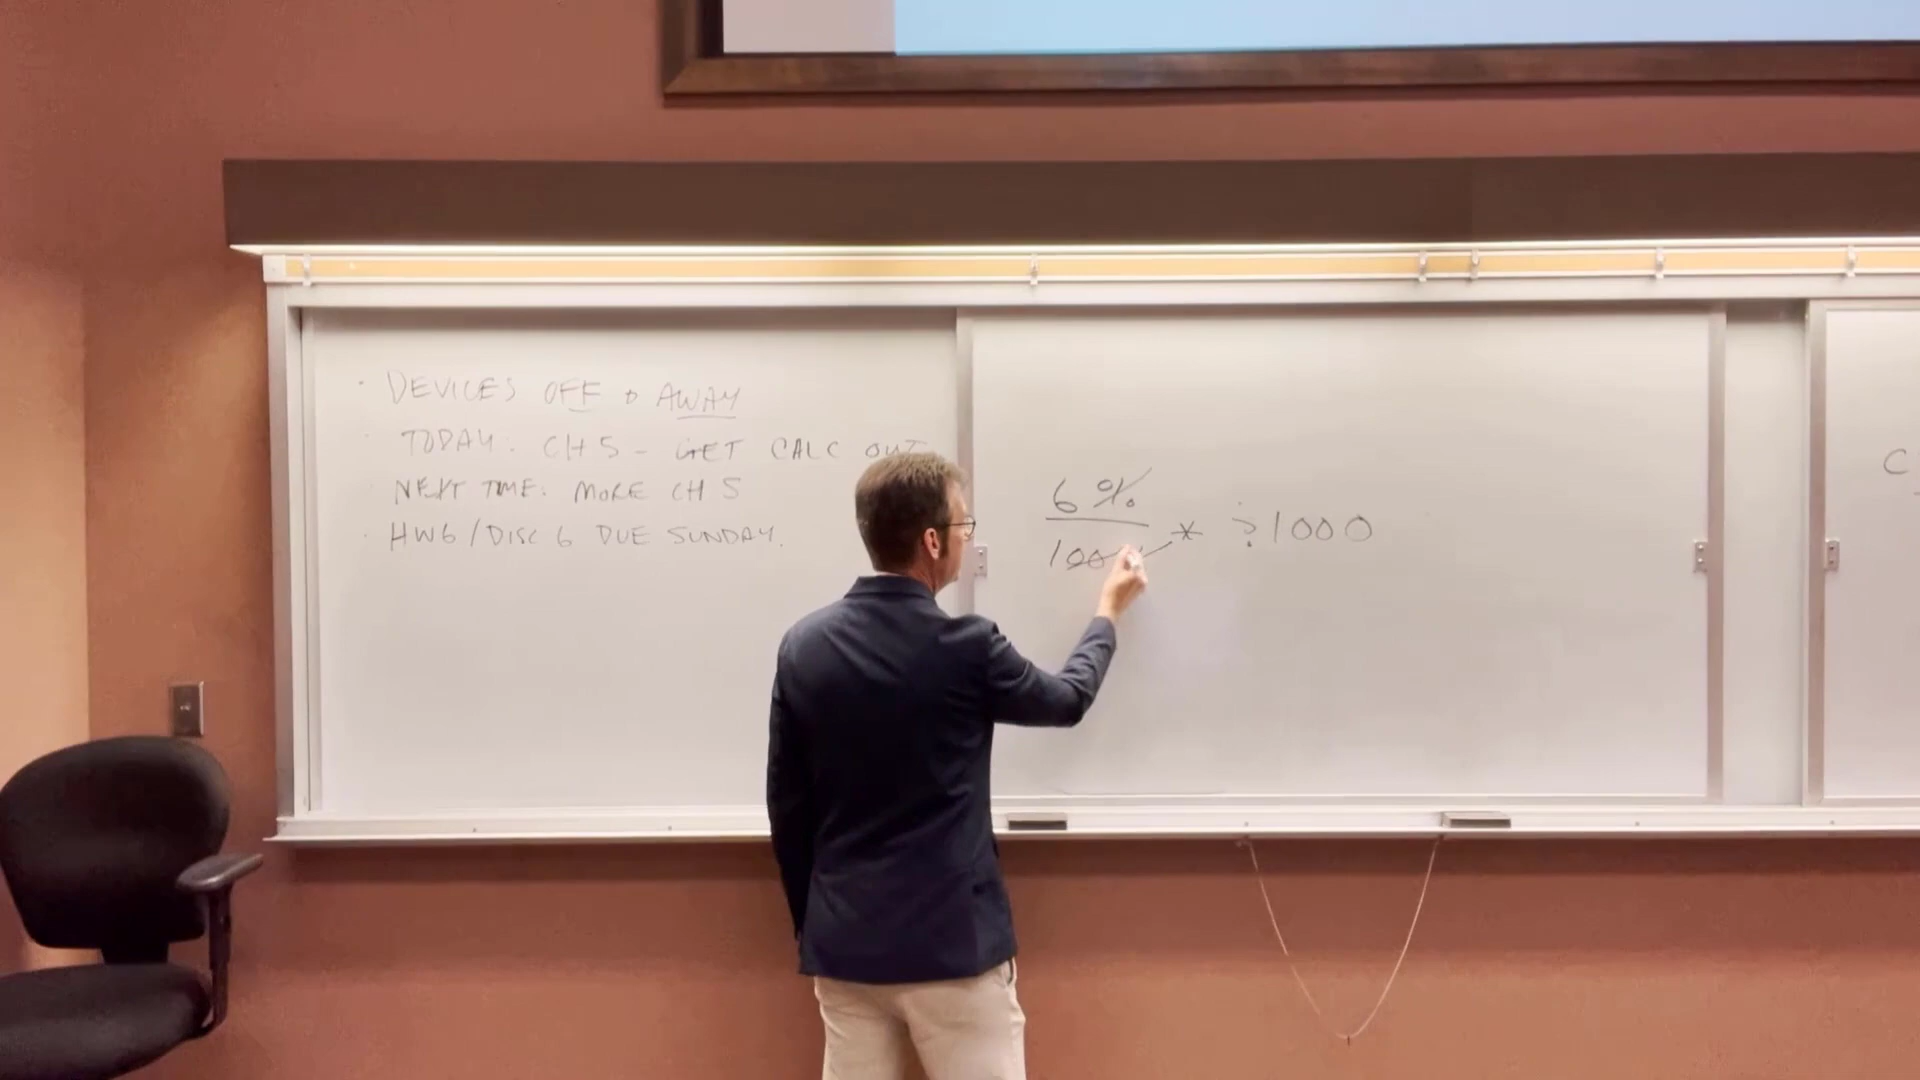 · DEVICES OFF & AWAY
· TODAY: CH 5 - GET CALC OUT
NEXT TIME: MORE CH 5
· HW6/DISC 6 DUE SUNDAY.
6 %
100 * 1000
C